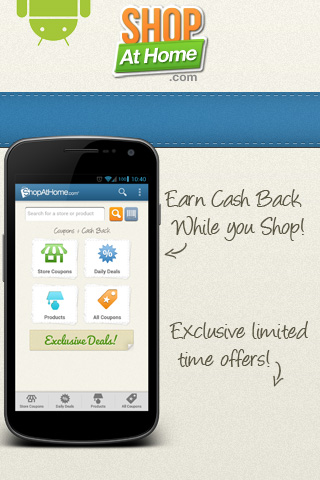 SHOP
At Home
.com
10:40
ShopAtHome.com
Search for a store or product
Coupons + Cash Back
Store Coupons
Daily Deals
Products
All Coupons
Exclusive Deals!
Store Coupons
Daily Deals
Products
All Coupons
Earn Cash Back
While you Shop!
Exclusive limited
time offers!